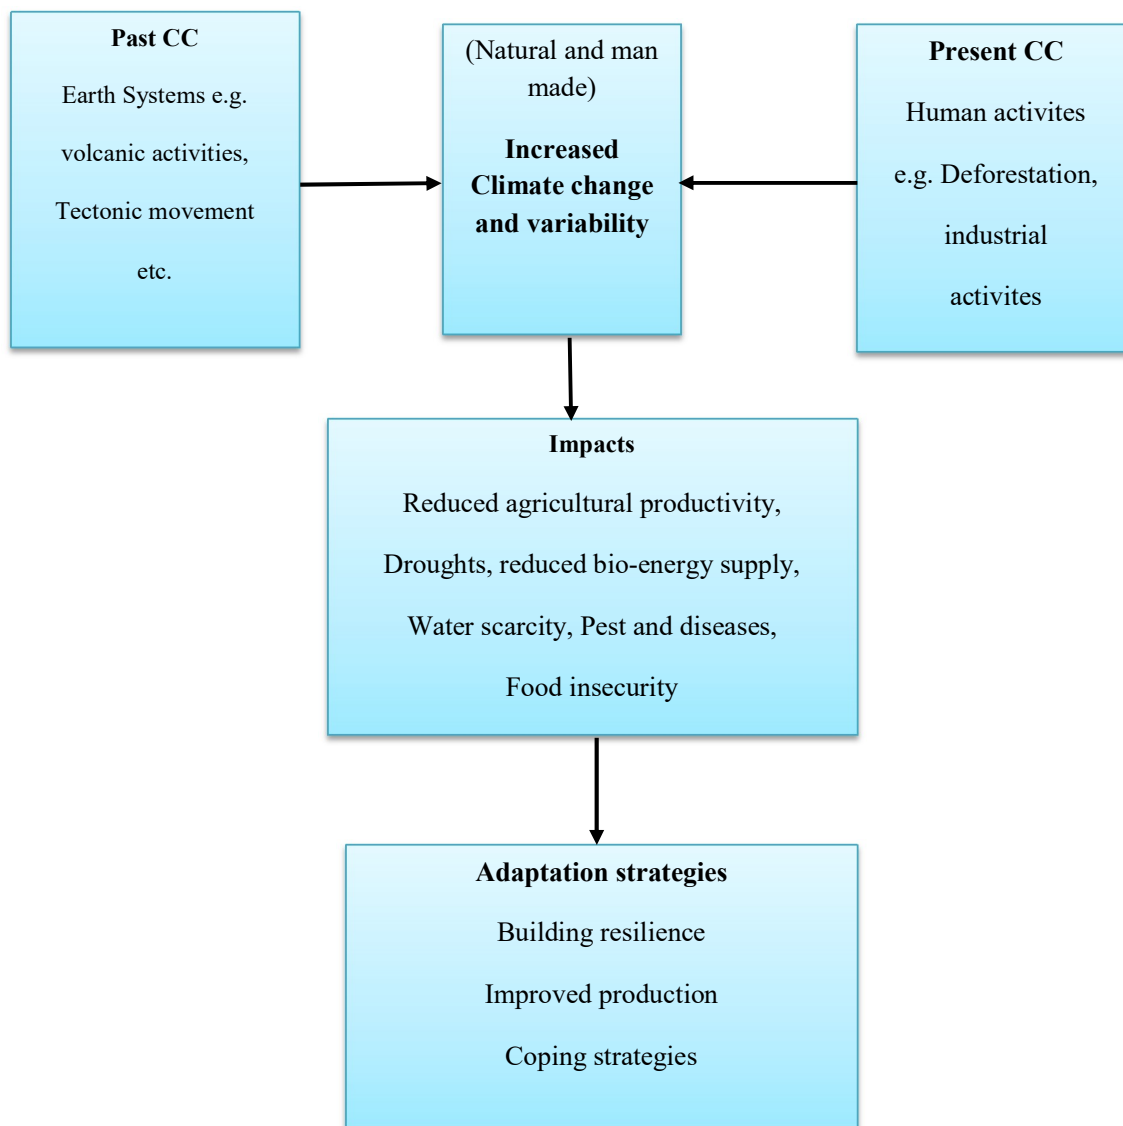 Past CC
Earth Systems e.g.
volcanic activities,
Tectonic movement
etc.
(Natural and man
made)
Increased
Climate change
and variability
Present CC
Human activites
e.g. Deforestation,
industrial
activites
Impacts
Reduced agricultural productivity,
Droughts, reduced bio-energy supply,
Water scarcity, Pest and diseases,
Food insecurity
Adaptation strategies
Building resilience
Improved production
Coping strategies